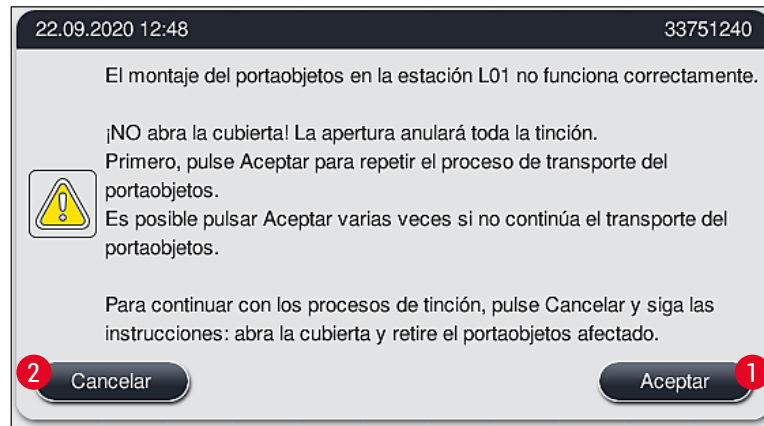 22.09.2020 12:48 33751240
El montaje del portaobjetos en la estación L01 no funciona correctamente.
¡NO abra la cubierta! La apertura anulará toda la tinción.
Primero, pulse Aceptar para repetir el proceso de transporte del
portaobjetos.
Es posible pulsar Aceptar varias veces si no continúa el transporte del
portaobjetos.
Para continuar con los procesos de tinción, pulse Cancelar y siga las
instrucciones: abra la cubierta y retire el portaobjetos afectado.
2 Cancelar Aceptar 1